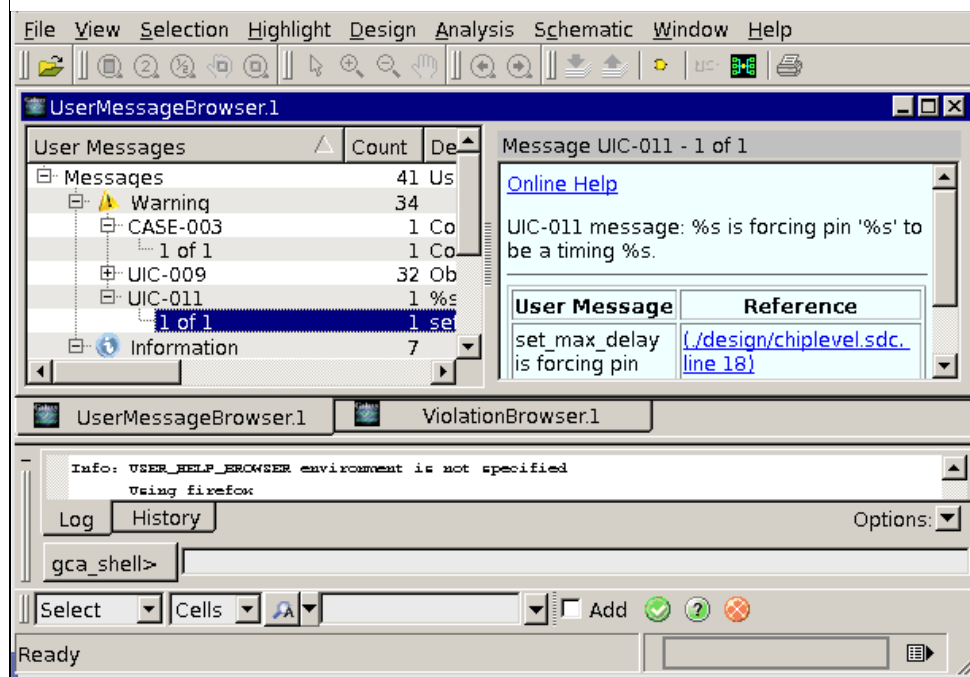 File View Selection Highlight Design Analysis Schematic Window Help
UserMessageBrowser.1
User Messages Count De
Messages 41 Us
Warning 34
CASE-003 1 Co
1 of 1 1 Co
UIC-009 32 Ob
UIC-011 1 %s
1 of 1 1 set
Information 7
Message UIC-011 - 1 of 1
Online Help
UIC-011 message: %s is forcing pin '%s' to
be a timing %s.
User Message Reference
set_max_delay (./design/chiplevel.sdc,
is forcing pin line 18)
UserMessageBrowser.1 ViolationBrowser.1
Info: USER_HELP_BROWSER environment is not specified
Using firefox
Log History Options:
gca_shell>
Select Cells Add
Ready